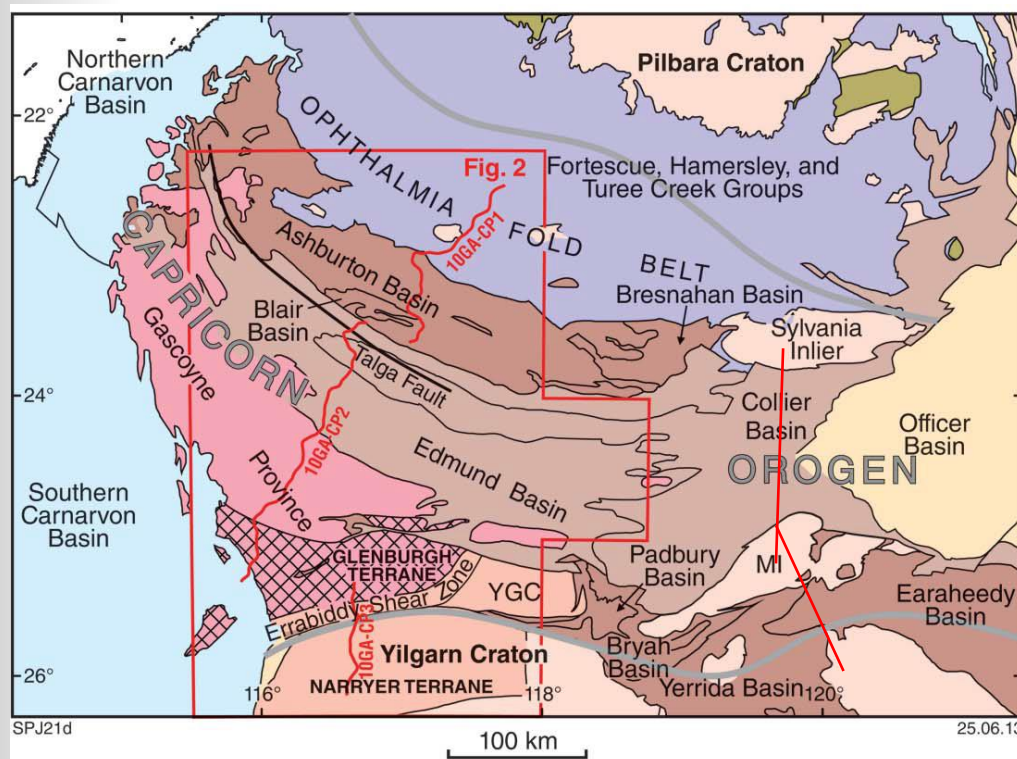 Northern
Carnarvon
Basin
Pilbara Craton
22°
OPHTHALMIA
FOLD
BELT
Fig. 2
Fortescue, Hamersley, and
Turee Creek Groups
10GA-CP1
CAPRICORN
Ashburton Basin
Bresnahan Basin
Blair
Basin
Sylvania
Inlier
Gascoyne
Province
Talga Fault
24°
Collier
Basin
Officer
Basin
10GA-CP2
Edmund Basin
OROGEN
Southern
Carnarvon
Basin
GLENBURGH
TERRANE
Padbury
Basin
MI
YGC
Earaheedy
Basin
Errabiddy Shear Zone
10GA-CP3
Yilgarn Craton
Bryah
Basin
26°
116°
NARRYER TERRANE
118°
Yerrida Basin
120°
SPJ21d
25.06.13
100 km